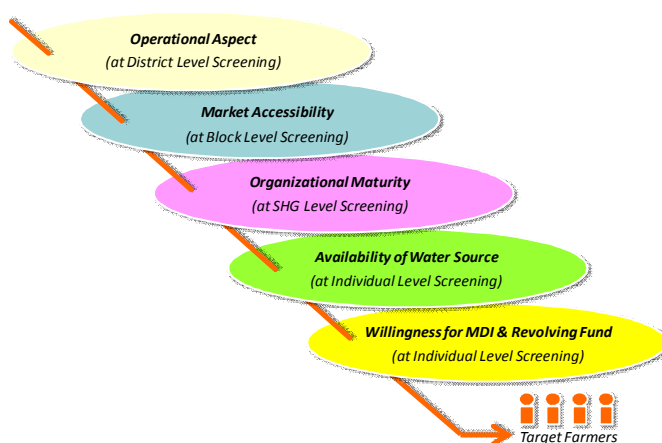 Operational Aspect
(at District Level Screening)
Market Accessibility
(at Block Level Screening)
Organizational Maturity
(at SHG Level Screening)
Availability of Water Source
(at Individual Level Screening)
Willingness for MDI & Revolving Fund
(at Individual Level Screening)
Target Farmers